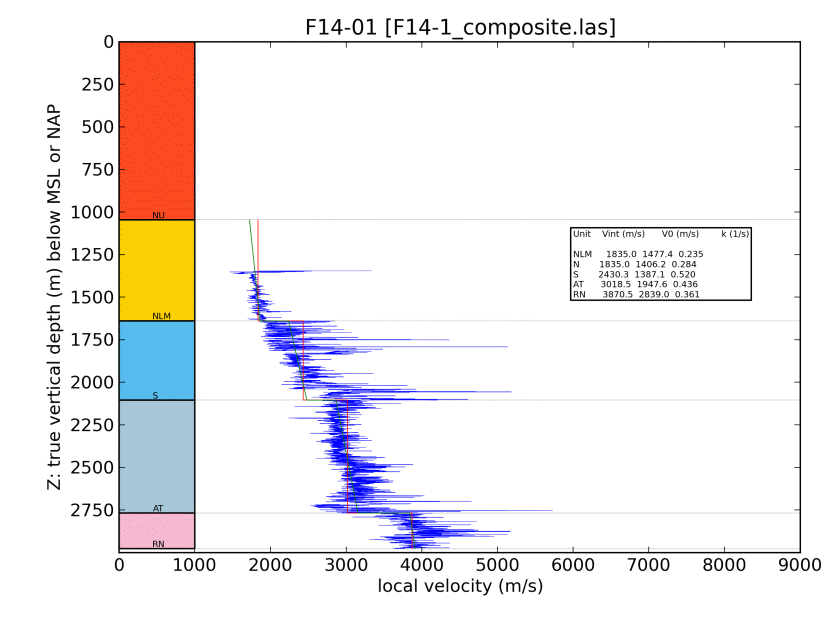 F14-01 [F14-1_composite.las]
0
250
500
750
1000
1250
1500
1750
2000
2250
2500
2750
Z: true vertical depth (m) below MSL or NAP
NU
NLM
S
AT
RN
Unit Vint (m/s) V0 (m/s) k (1/s)
NLM 1835.0 1477.4 0.235
N 1835.0 1406.2 0.284
S 2430.3 1387.1 0.520
AT 3018.5 1947.6 0.436
RN 3870.5 2839.0 0.361
0 1000 2000 3000 4000 5000 6000 7000 8000 9000
local velocity (m/s)